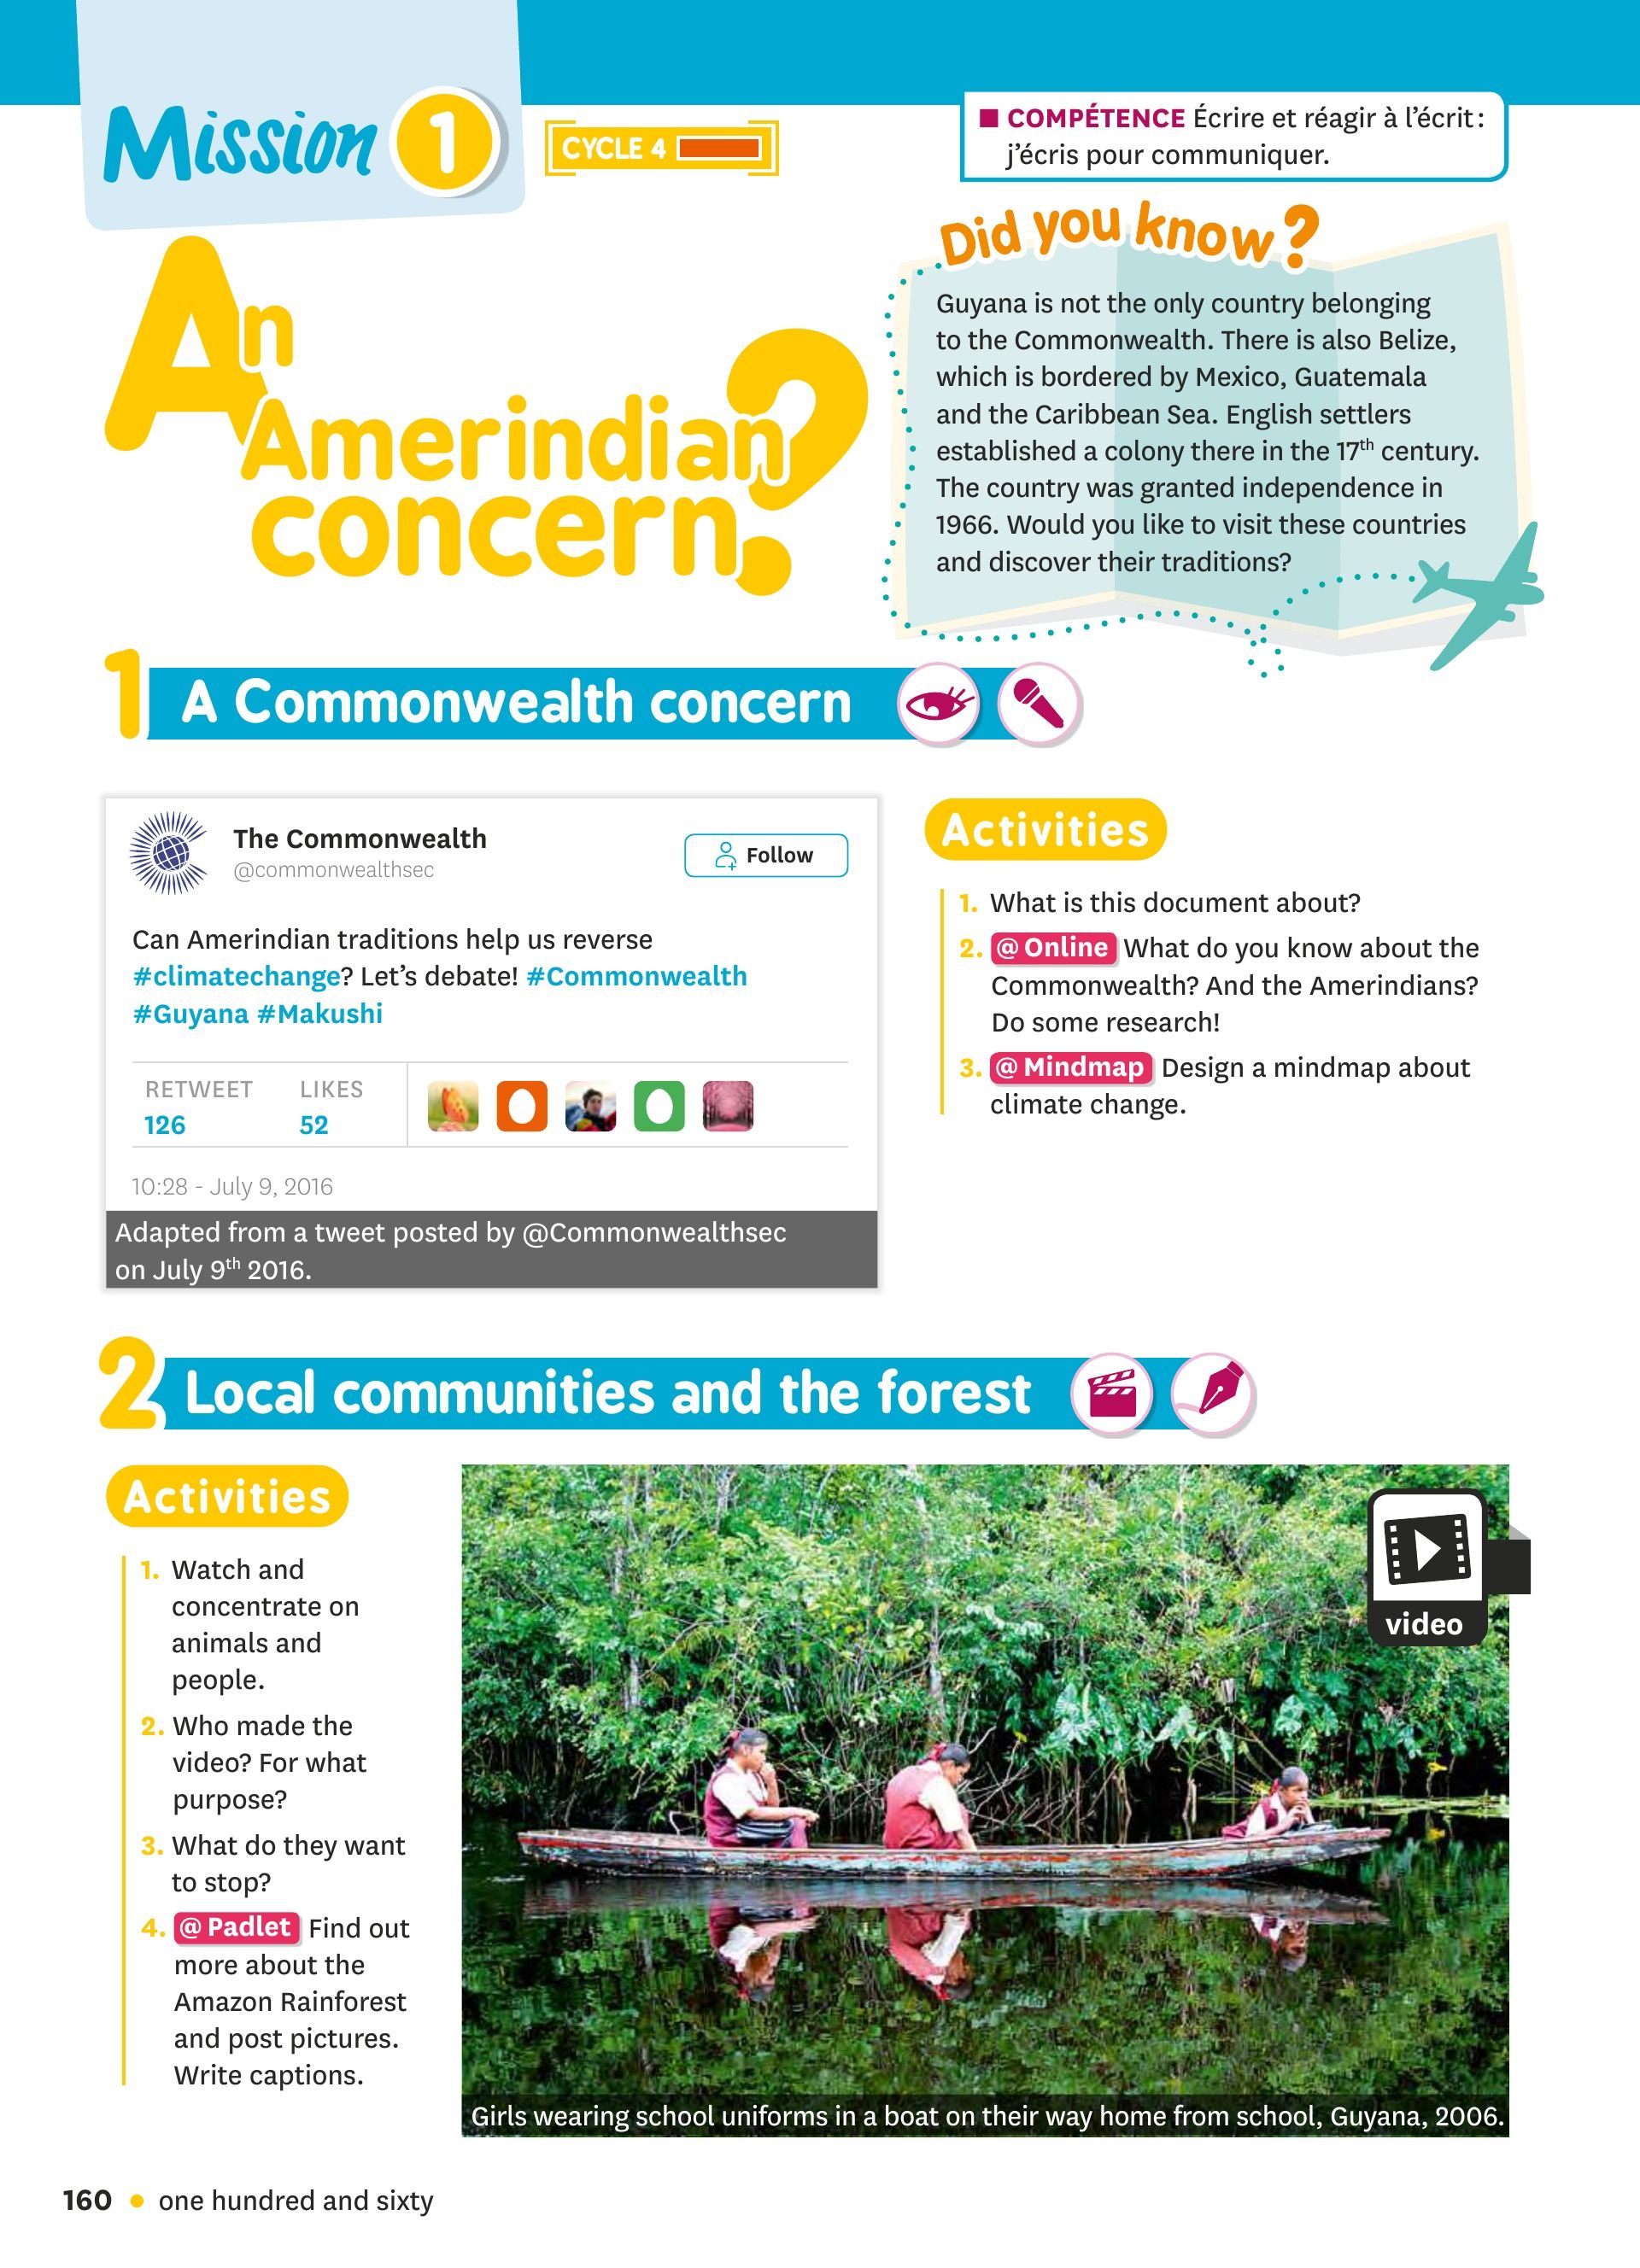 Mission 1
CYCLE 4
■ COMPÉTENCE Écrire et réagir à l'écrit :
j'écris pour communiquer.
An
Amerindian
concern?
Did you know?
Guyana is not the only country belonging
to the Commonwealth. There is also Belize,
which is bordered by Mexico, Guatemala
and the Caribbean Sea. English settlers
established a colony there in the 17th century.
The country was granted independence in
1966. Would you like to visit these countries
and discover their traditions?
1 A Commonwealth concern
The Commonwealth
@commonwealthsec
Follow
Can Amerindian traditions help us reverse
#climatechange? Let's debate! #Commonwealth
#Guyana #Makushi
RETWEET LIKES
126 52
10:28 - July 9, 2016
Adapted from a tweet posted by @Commonwealthsec
on July 9th 2016.
Activities
1. What is this document about?
2. @ Online What do you know about the
Commonwealth? And the Amerindians?
Do some research!
3. @ Mindmap Design a mindmap about
climate change.
2 Local communities and the forest
Activities
1. Watch and
concentrate on
animals and
people.
2. Who made the
video? For what
purpose?
3. What do they want
to stop?
4. @ Padlet Find out
more about the
Amazon Rainforest
and post pictures.
Write captions.
video
Girls wearing school uniforms in a boat on their way home from school, Guyana, 2006.
160 • one hundred and sixty